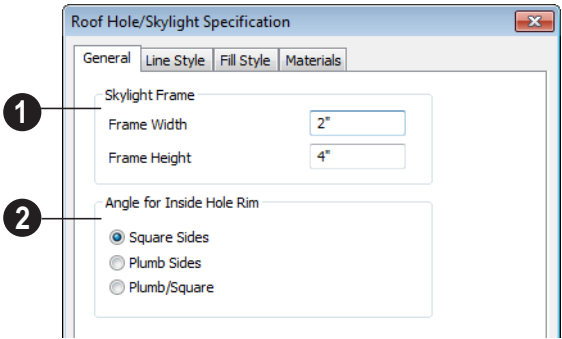 Roof Hole/Skylight Specification
General Line Style Fill Style Materials
1
Skylight Frame
Frame Width 2"
Frame Height 4"
2
Angle for Inside Hole Rim
Square Sides
Plumb Sides
Plumb/Square